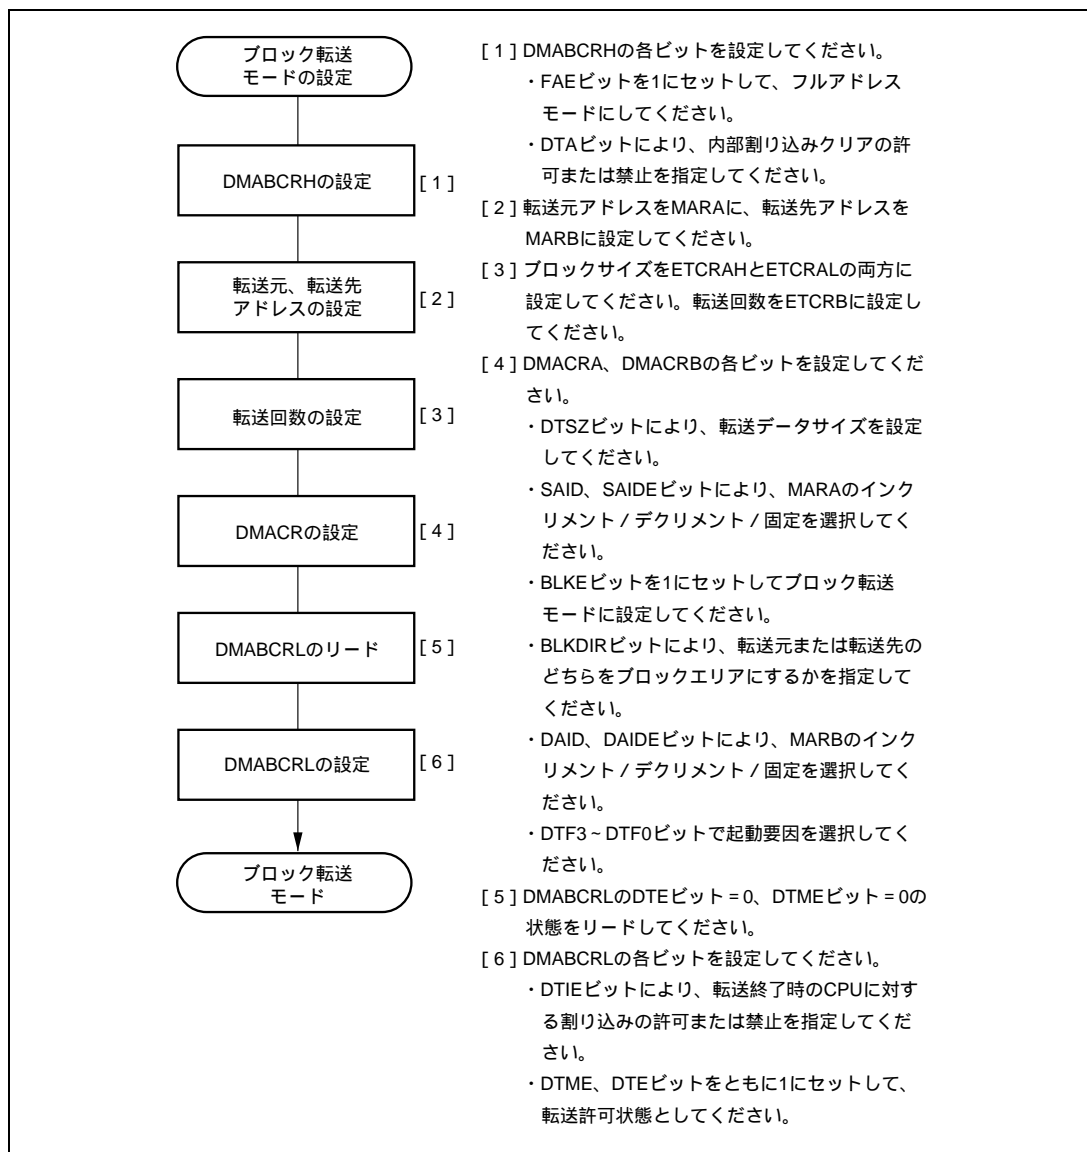 ブロック転送
モードの設定
DMABCRHの設定
[1]
転送元、転送先
アドレスの設定
[2]
転送回数の設定
[3]
DMACRの設定
[4]
DMABCRLのリード
[5]
DMABCRLの設定
[6]
ブロック転送
モード
[1] DMABCRHの各ビットを設定してください。
・FAEビットを1にセットして、フルアドレス
モードにしてください。
・DTAビットにより、内部割り込みクリアの許
可または禁止を指定してください。
[2] 転送元アドレスをMARAに、転送先アドレスを
MARBに設定してください。
[3] ブロックサイズをETCRAHとETCRALの両方に
設定してください。転送回数をETCRBに設定し
てください。
[4] DMACRA、DMACRBの各ビットを設定してくだ
さい。
・DTSZビットにより、転送データサイズを設定
してください。
・SAID、SAIDEビットにより、MARAのインク
リメント/デクリメント/固定を選択してく
ださい。
・BLKEビットを1にセットしてブロック転送
モードに設定してください。
・BLKDIRビットにより、転送元または転送先の
どちらをブロックエリアにするかを指定して
ください。
・DAID、DAIDEビットにより、MARBのインク
リメント/デクリメント/固定を選択してく
ださい。
・DTF3~DTF0ビットで起動要因を選択してく
ださい。
[5] DMABCRLのDTEビット=0、DTMEビット=0の
状態をリードしてください。
[6] DMABCRLの各ビットを設定してください。
・DTIEビットにより、転送終了時のCPUに対す
る割り込みの許可または禁止を指定してくだ
さい。
・DTME、DTEビットをともに1にセットして、
転送許可状態としてください。